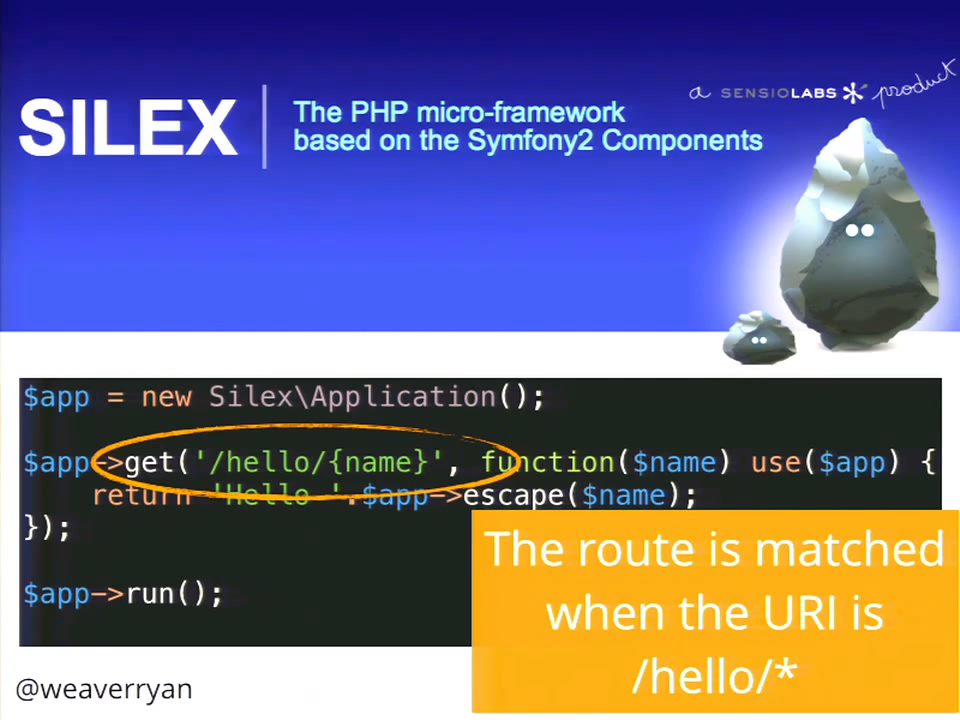 a SENSIOLABS product
SILEX
The PHP micro-framework
based on the Symfony2 Components
$app = new Silex\Application();
$app->get('/hello/{name}', function($name) use($app) {
    return 'Hello '.$app->escape($name);
});
$app->run();
The route is matched
when the URI is
/hello/*
@weaverryan